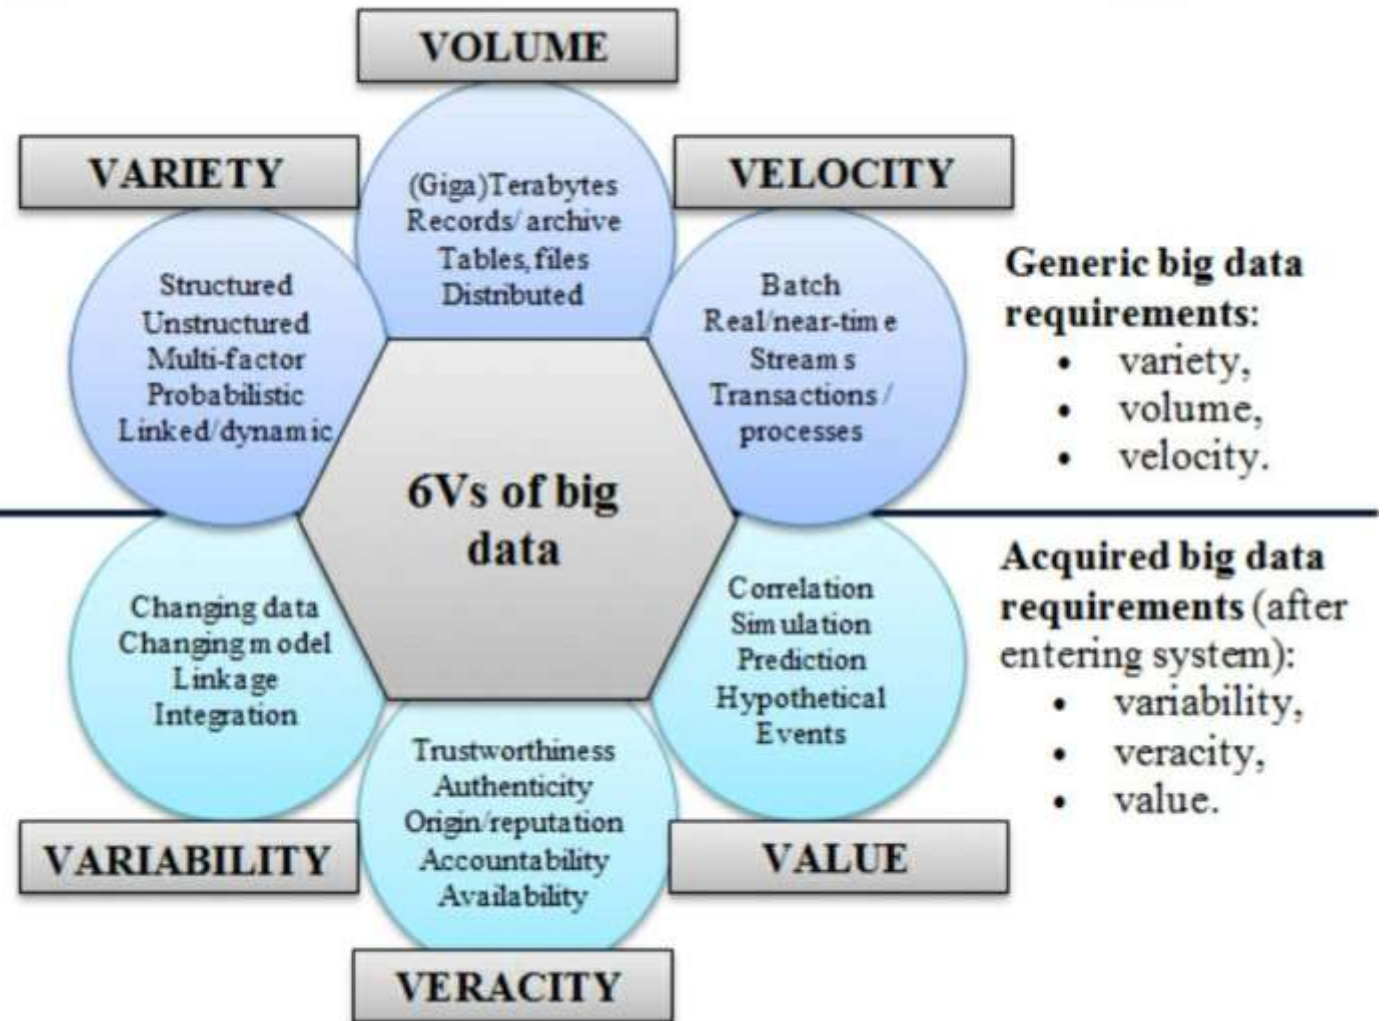 VOLUME
VARIETY
VELOCITY
(Giga)Terabytes
Records/ archive
Tables, files
Distributed
Structured
Unstructured
Multi-factor
Probabilistic
Linked/dynamic
Batch
Real/near-time
Streams
Transactions /
processes
Generic big data
requirements:
• variety,
• volume,
• velocity.
6Vs of big
data
Changing data
Changing model
Linkage
Integration
Correlation
Simulation
Prediction
Hypothetical
Events
Acquired big data
requirements (after
entering system):
• variability,
• veracity,
• value.
Trustworthiness
Authenticity
Origin/reputation
Accountability
Availability
VARIABILITY
VALUE
VERACITY